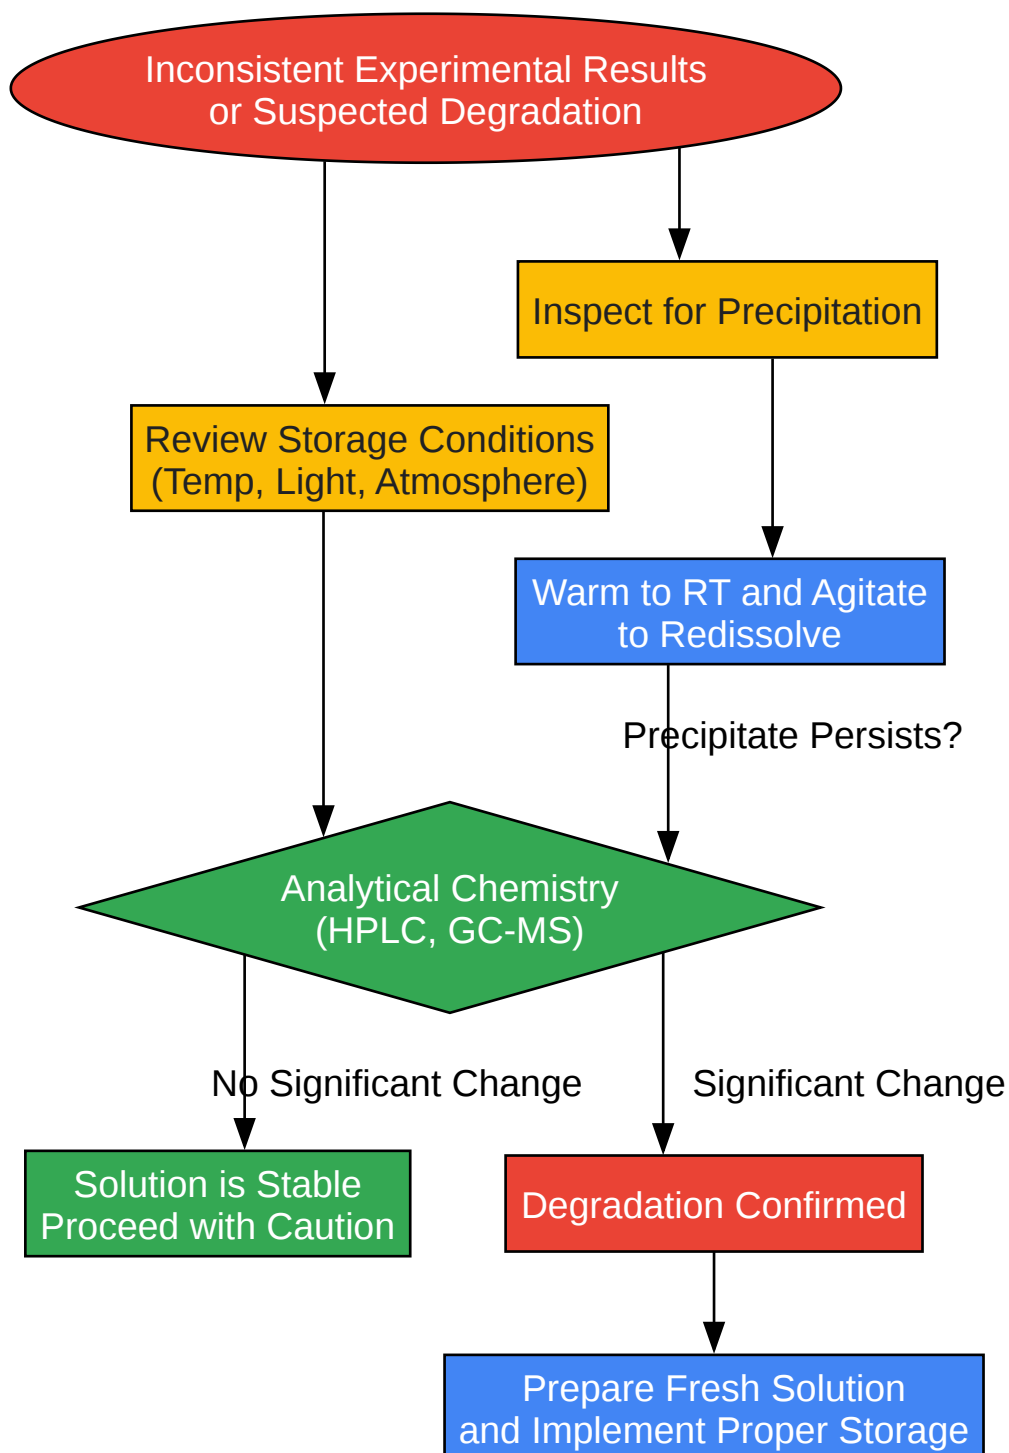 Inconsistent Experimental Results
or Suspected Degradation
Inspect for Precipitation
Review Storage Conditions
(Temp, Light, Atmosphere)
Warm to RT and Agitate
to Redissolve
Precipitate Persists?
Analytical Chemistry
(HPLC, GC-MS)
No Significant Change
Significant Change
Solution is Stable
Proceed with Caution
Degradation Confirmed
Prepare Fresh Solution
and Implement Proper Storage